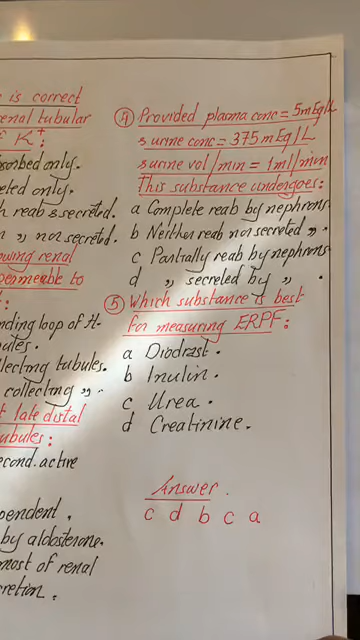 is correct
renal tubular
K⁺:
sorbed only.
eted only.
reab & secreted.
,, not secreted.
owing renal
ermeable to
nding loop of H-
ules.
llecting tubules.
collecting ,, .
t late distal
ubules:
econd. active
pendent.
by aldosterone.
most of renal
cretion.
④ Provided plasma conc = 5mEq/L
& urine conc = 375 mEq/L
& urine vol/min = 1ml/min
This substance undergoes:
a Complete reab by nephrons
b Neither reab nor secreted ,, .
c Partially reab by nephrons
d ,, secreted by ,, .
⑤ Which substance is best
for measuring ERPF:
a Diodrast.
b Inulin.
c Urea.
d Creatinine.
Answer.
c d b c a